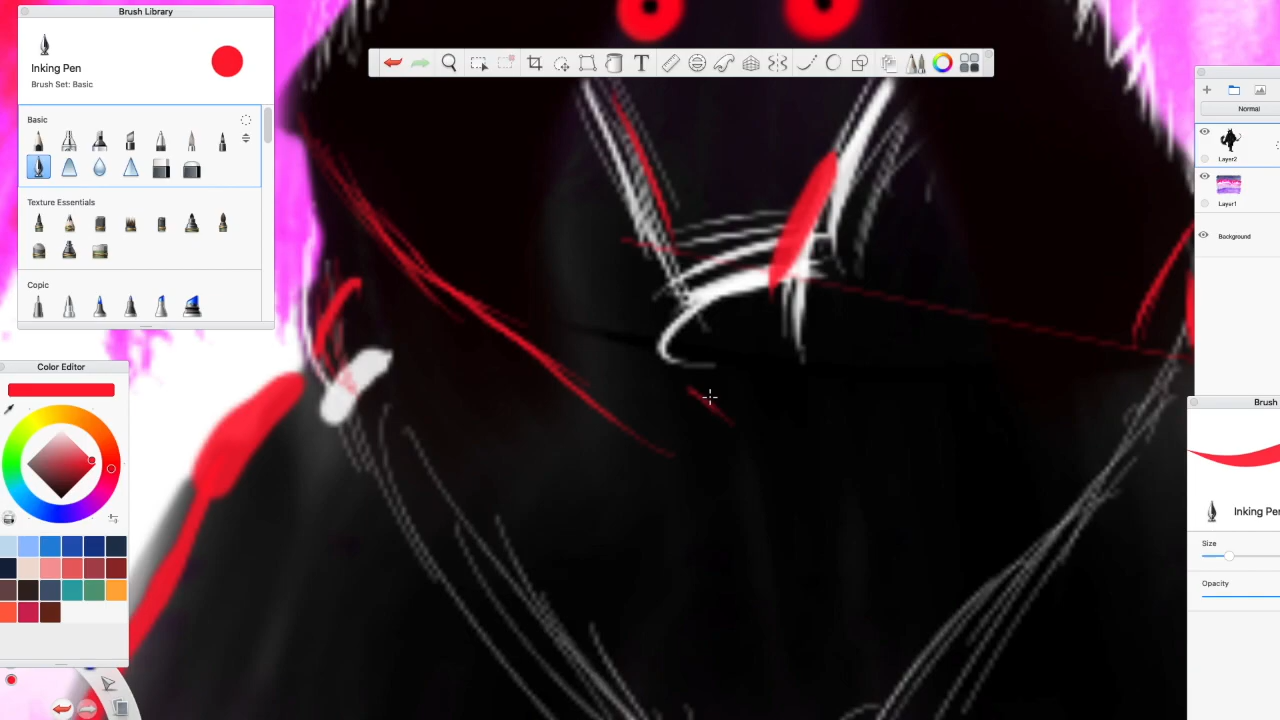 Brush Library
Inking Pen
Brush Set: Basic
Basic
Texture Essentials
Copic
Color Editor
Normal
Layer2
Layer1
Background
Brush
Inking Pen
Size
Opacity